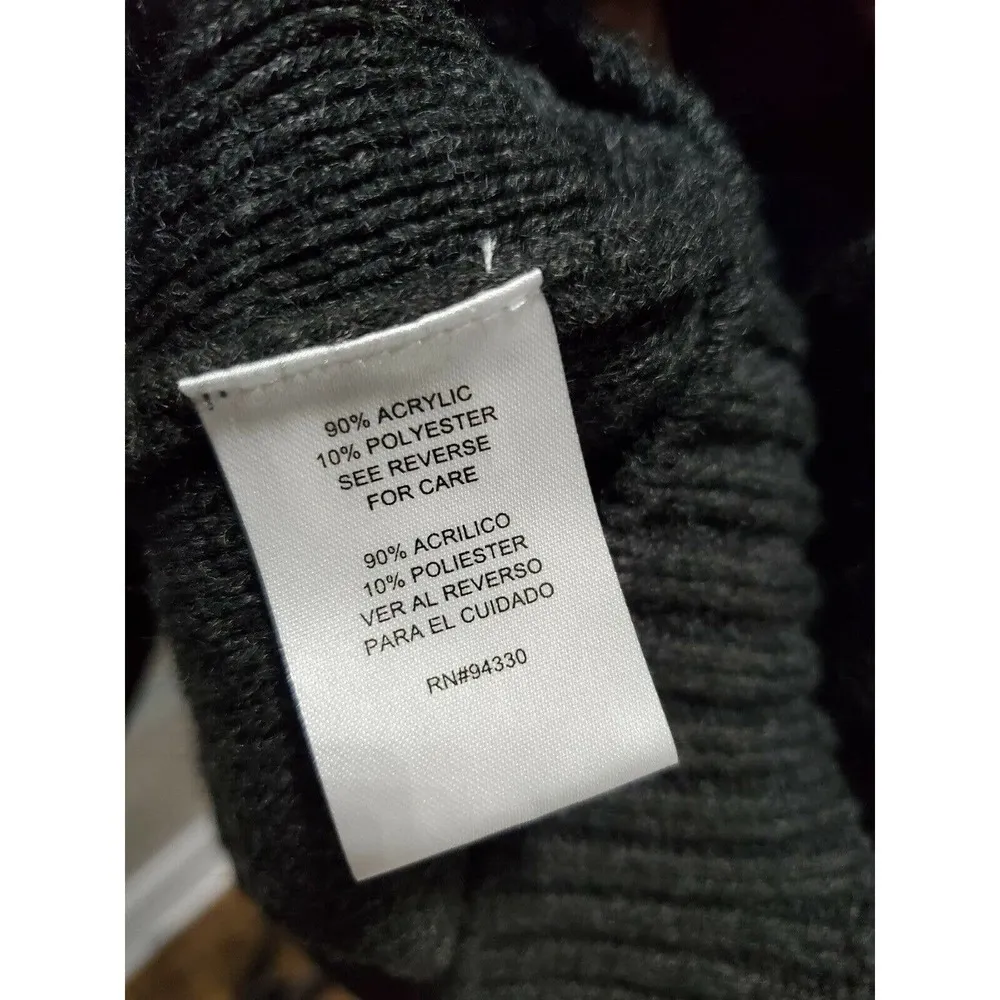 90% ACRYLIC
10% POLYESTER
SEE REVERSE
FOR CARE
90% ACRILICO
10% POLIESTER
VER AL REVERSO
PARA EL CUIDADO
RN#94330